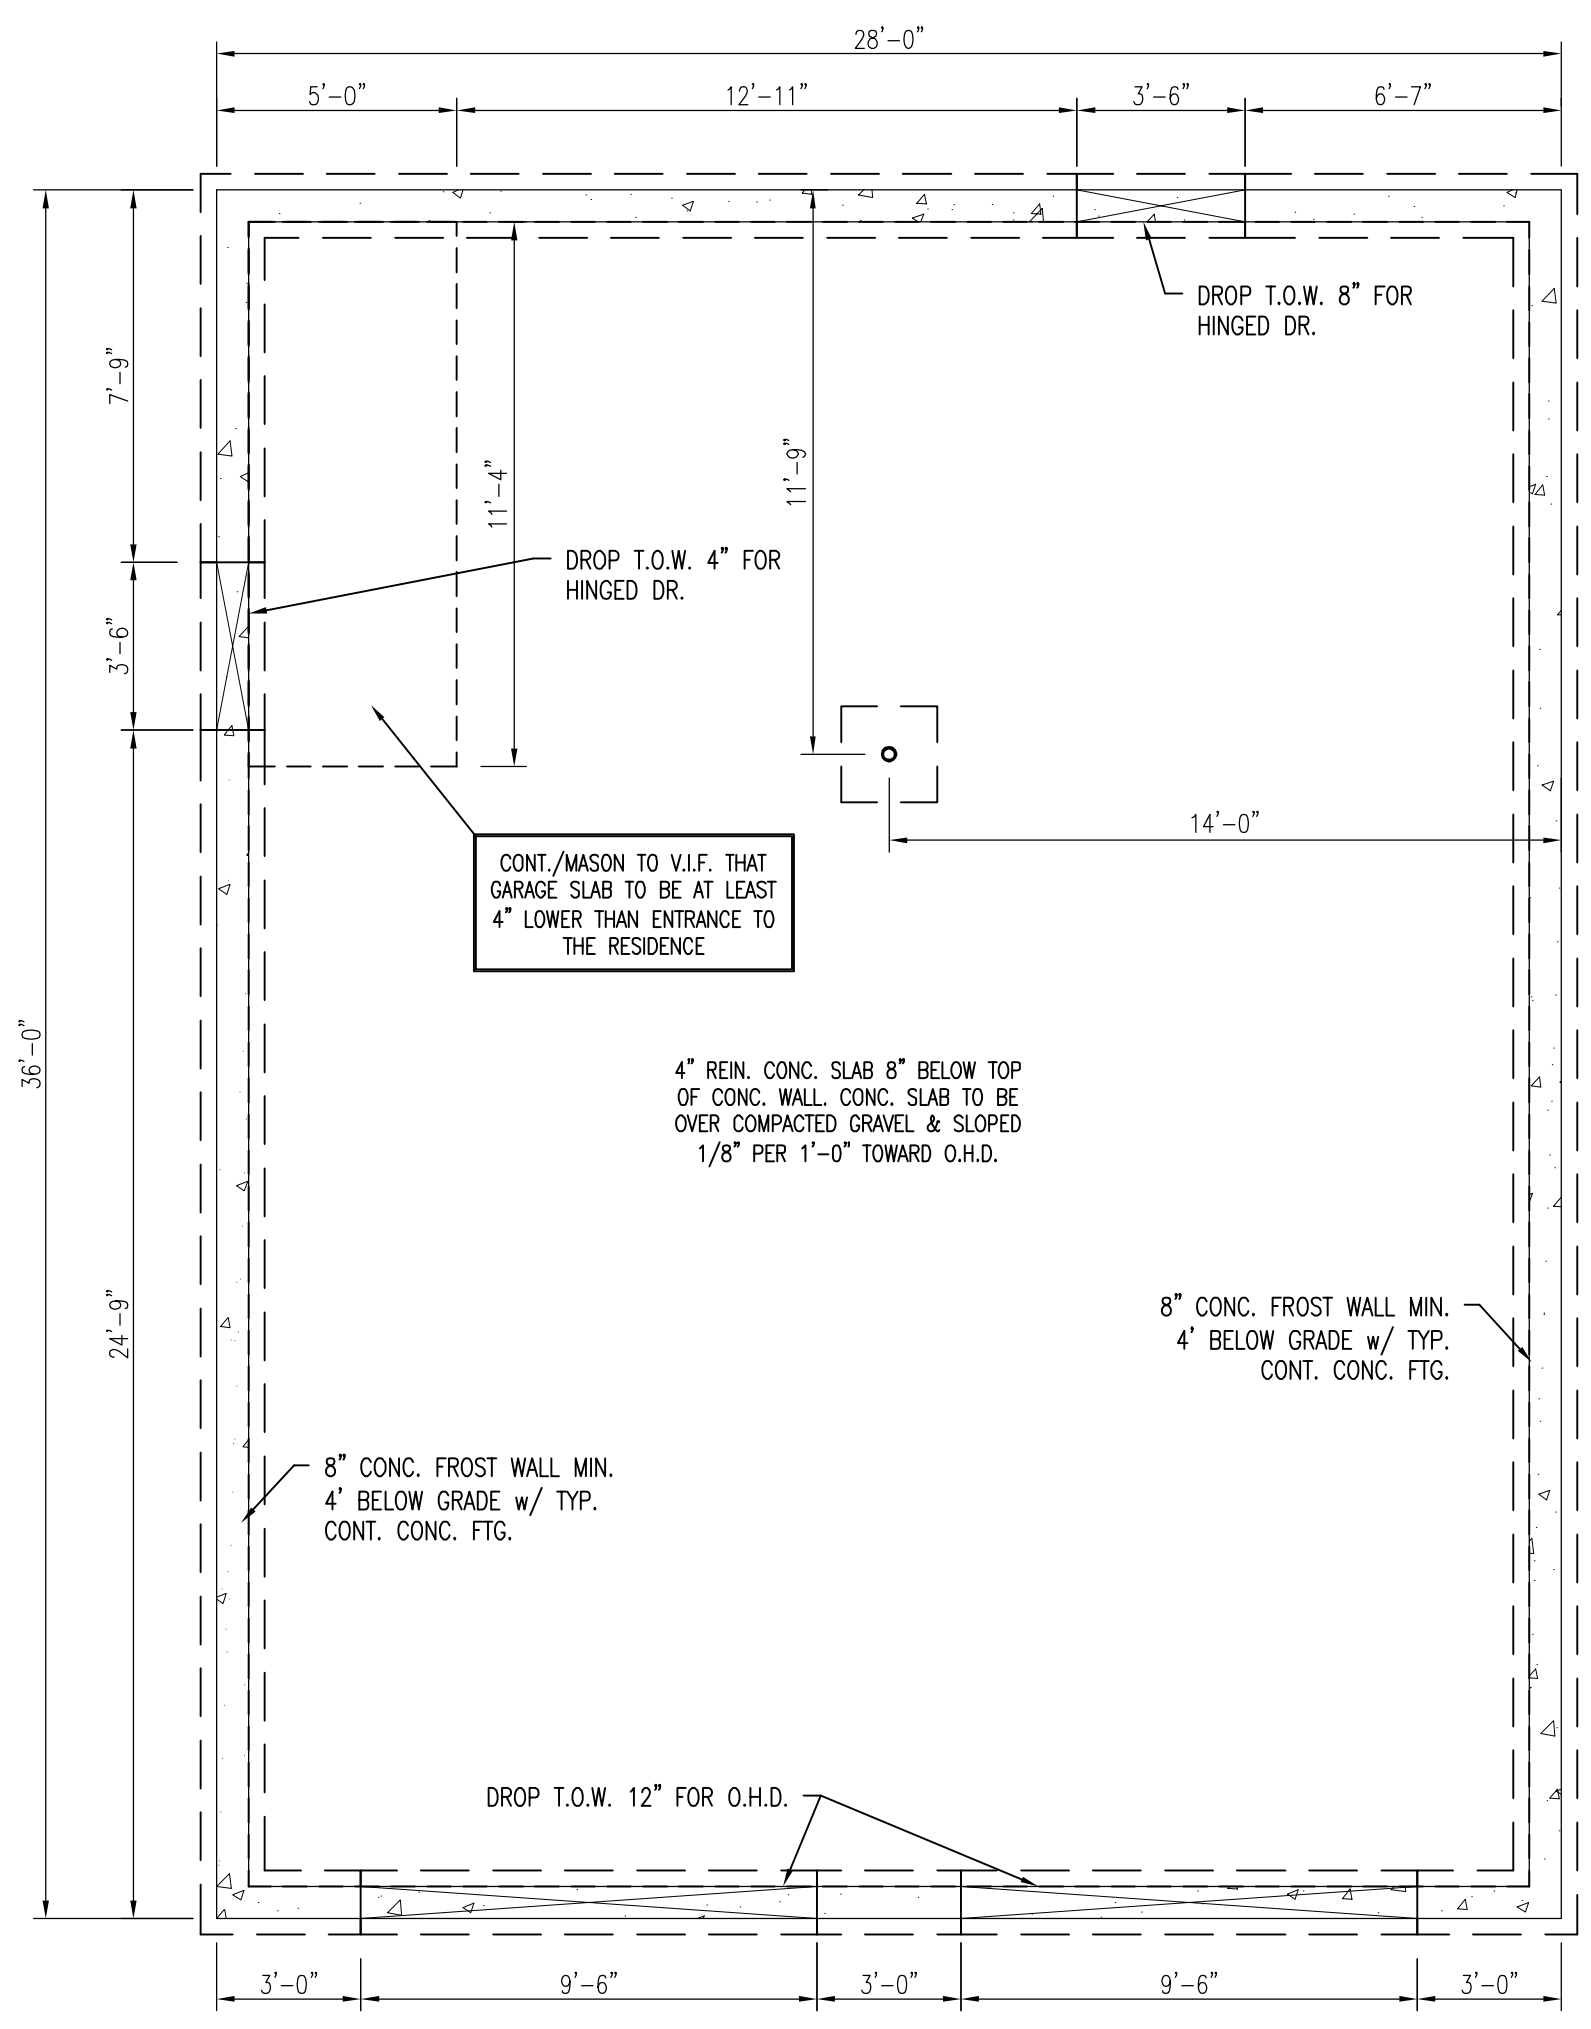 28'-0"
5'-0"
12'-11"
3'-6"
6'-7"
DROP T.O.W. 8" FOR
HINGED DR.
7'-9"
11'-4"
11'-9"
DROP T.O.W. 4" FOR
HINGED DR.
3'-6"
14'-0"
CONT./MASON TO V.I.F. THAT
GARAGE SLAB TO BE AT LEAST
4" LOWER THAN ENTRANCE TO
THE RESIDENCE
36'-0"
4" REIN. CONC. SLAB 8" BELOW TOP
OF CONC. WALL. CONC. SLAB TO BE
OVER COMPACTED GRAVEL & SLOPED
1/8" PER 1'-0" TOWARD O.H.D.
24'-9"
8" CONC. FROST WALL MIN.
4' BELOW GRADE w/ TYP.
CONT. CONC. FTG.
8" CONC. FROST WALL MIN.
4' BELOW GRADE w/ TYP.
CONT. CONC. FTG.
DROP T.O.W. 12" FOR O.H.D.
3'-0"
9'-6"
3'-0"
9'-6"
3'-0"